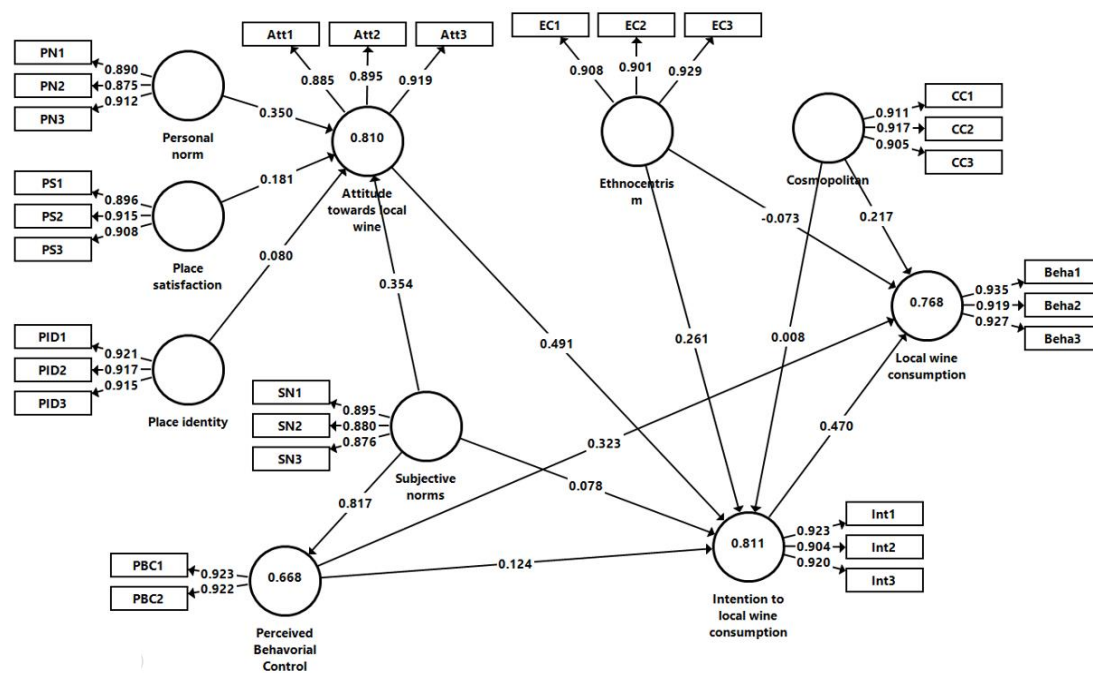 PN1
PN2
PN3
0.890
0.875
0.912
Personal
norm
0.350
PS1
PS2
PS3
0.896
0.915
0.908
Place
satisfaction
0.181
PID1
PID2
PID3
0.921
0.917
0.915
Place identity
0.080
Att1
Att2
Att3
0.885
0.895
0.919
0.810
Attitude
towards local
wine
0.354
0.491
SN1
SN2
SN3
0.895
0.880
0.876
Subjective
norms
0.817
0.078
PBC1
PBC2
0.923
0.922
0.668
Perceived
Behavorial
Control
0.124
0.323
EC1
EC2
EC3
0.908
0.901
0.929
Ethnocentris
m
-0.073
0.261
CC1
CC2
CC3
0.911
0.917
0.905
Cosmopolitan
0.217
0.008
Beha1
Beha2
Beha3
0.935
0.919
0.927
0.768
Local wine
consumption
0.470
Int1
Int2
Int3
0.923
0.904
0.920
0.811
Intention to
local wine
consumption
)